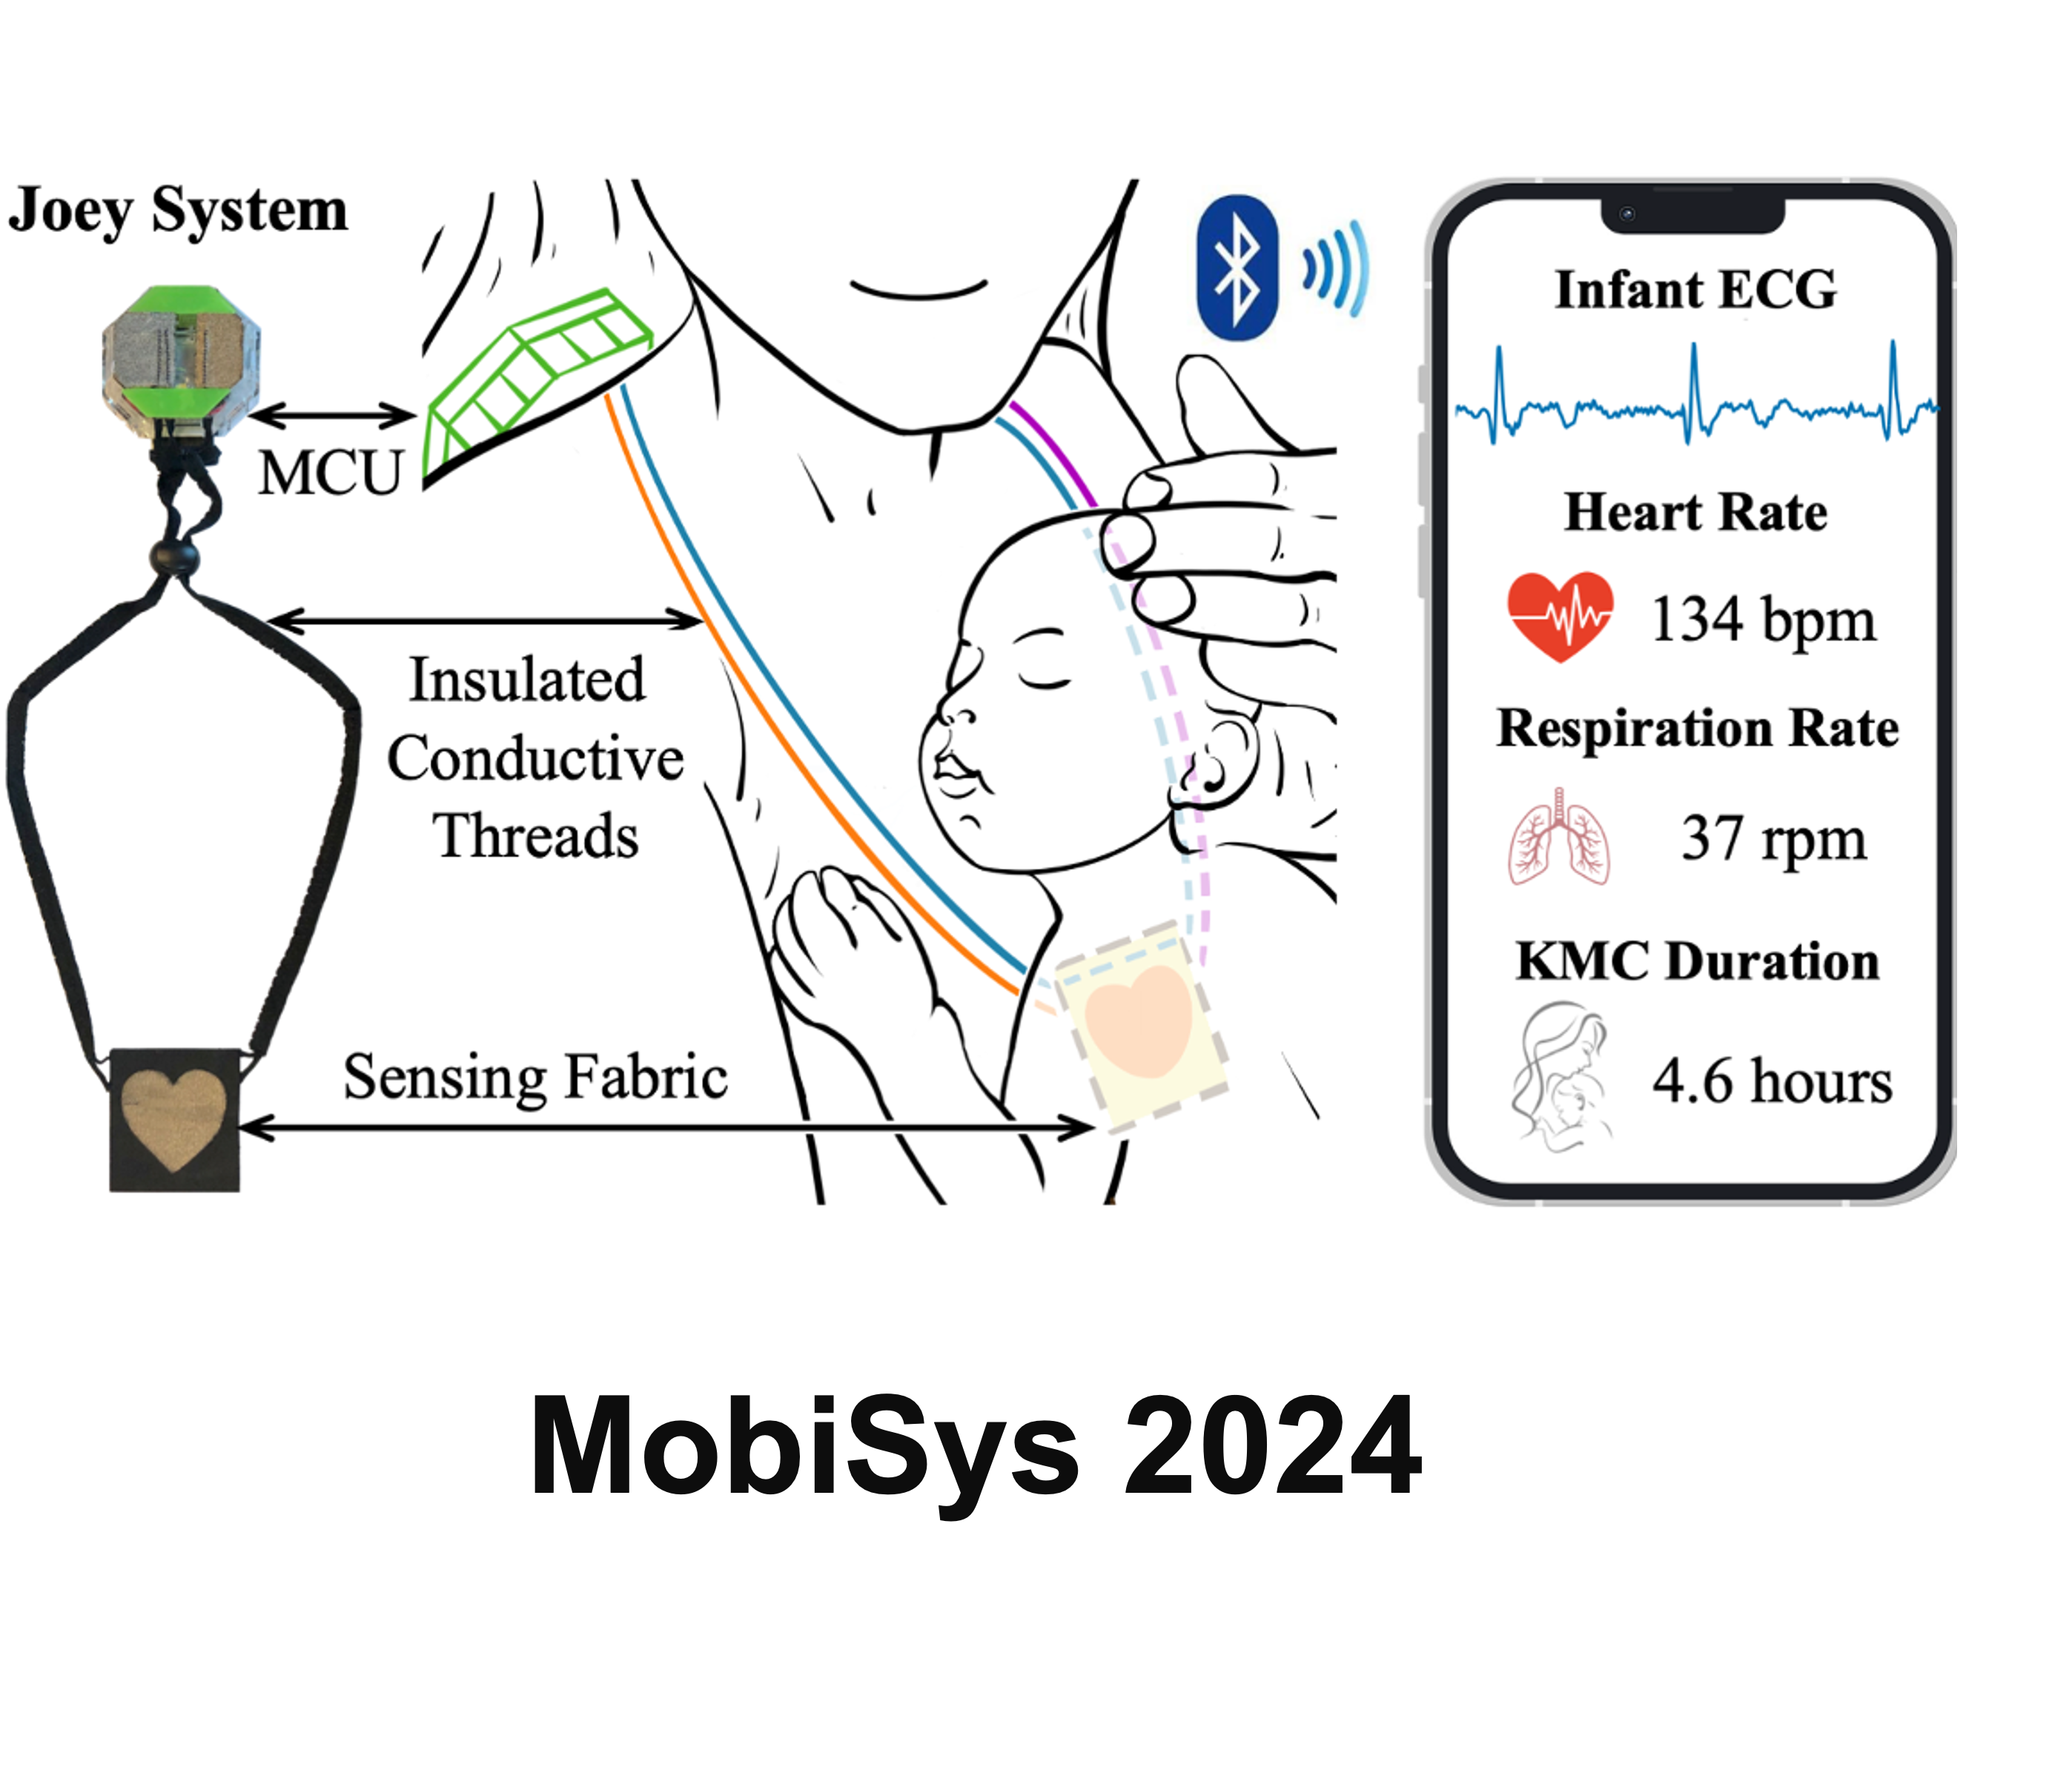 Joey System
MCU
Insulated
Conductive
Threads
Sensing Fabric
Infant ECG
Heart Rate
134 bpm
Respiration Rate
37 rpm
KMC Duration
4.6 hours
MobiSys 2024